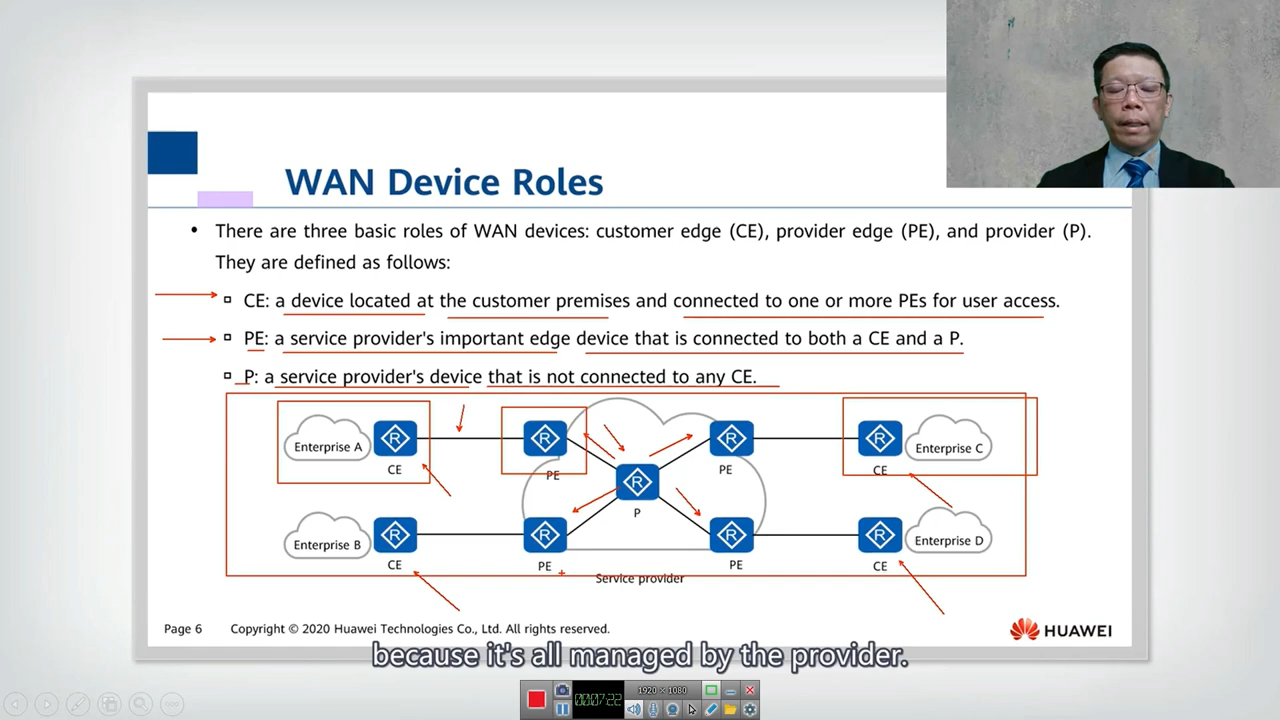 WAN Device Roles
• There are three basic roles of WAN devices: customer edge (CE), provider edge (PE), and provider (P).
They are defined as follows:
CE: a device located at the customer premises and connected to one or more PEs for user access.
PE: a service provider's important edge device that is connected to both a CE and a P.
P: a service provider's device that is not connected to any CE.
Enterprise A
R
CE
R
PE
R
PE
R
CE
Enterprise C
R
P
Enterprise B
R
CE
R
PE
R
PE
R
CE
Enterprise D
Service provider
Page 6 Copyright © 2020 Huawei Technologies Co., Ltd. All rights reserved.
HUAWEI
because it's all managed by the provider.
1920 x 1080
00:07:22